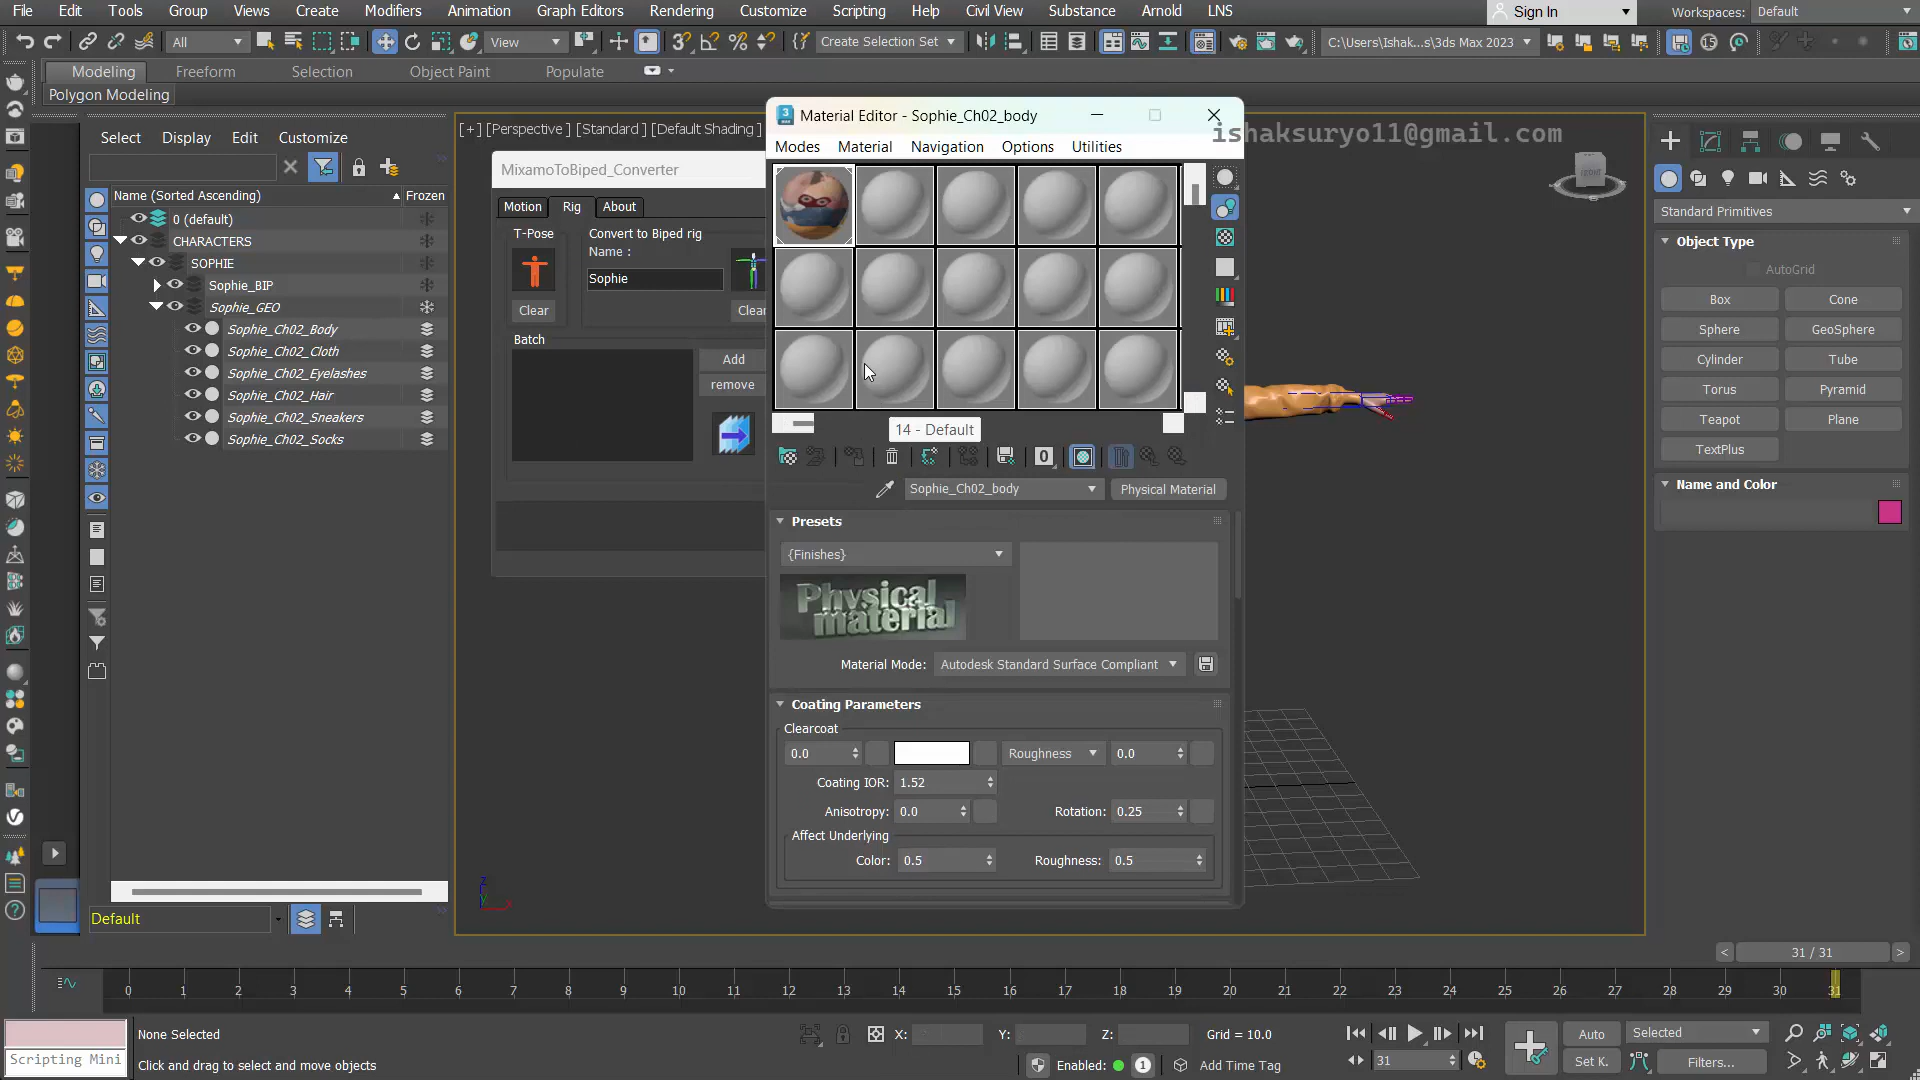 File Edit Tools Group Views Create Modifiers Animation Graph Editors Rendering Customize Scripting Help Civil View Substance Arnold LNS Sign In Workspaces: Default
All View Create Selection Set C:\Users\Ishak...s\3ds Max 2023
Modeling Freeform Selection Object Paint Populate
Polygon Modeling
Select Display Edit Customize
Name (Sorted Ascending) Frozen
0 (default)
CHARACTERS
SOPHIE
Sophie_BIP
Sophie_GEO
Sophie_Ch02_Body
Sophie_Ch02_Cloth
Sophie_Ch02_Eyelashes
Sophie_Ch02_Hair
Sophie_Ch02_Sneakers
Sophie_Ch02_Socks
Default
[+] [Perspective] [Standard] [Default Shading]
MixamoToBiped_Converter
Motion Rig About
T-Pose Convert to Biped rig
Name :
Sophie
Clear Clear
Batch
Add
remove
Material Editor - Sophie_Ch02_body
ishaksuryo11@gmail.com
Modes Material Navigation Options Utilities
14 - Default
0
Sophie_Ch02_body Physical Material
Presets
{Finishes}
Physical
material
Material Mode: Autodesk Standard Surface Compliant
Coating Parameters
Clearcoat
0.0 Roughness 0.0
Coating IOR: 1.52
Anisotropy: 0.0 Rotation: 0.25
Affect Underlying
Color: 0.5 Roughness: 0.5
Standard Primitives
Object Type
AutoGrid
Box Cone
Sphere GeoSphere
Cylinder Tube
Torus Pyramid
Teapot Plane
TextPlus
Name and Color
< 31 / 31 >
0 1 2 3 4 5 6 7 8 9 10 11 12 13 14 15 16 17 18 19 20 21 22 23 24 25 26 27 28 29 30 31
None Selected X: Y: Z: Grid = 10.0 Auto Selected
Scripting Mini Click and drag to select and move objects Enabled: 1 Add Time Tag 31 Set K. Filters...